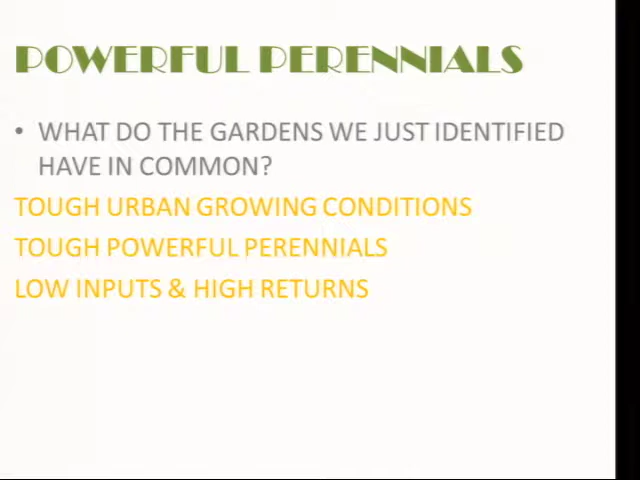 POWERFUL PERENNIALS
• WHAT DO THE GARDENS WE JUST IDENTIFIED
HAVE IN COMMON?
TOUGH URBAN GROWING CONDITIONS
TOUGH POWERFUL PERENNIALS
LOW INPUTS & HIGH RETURNS